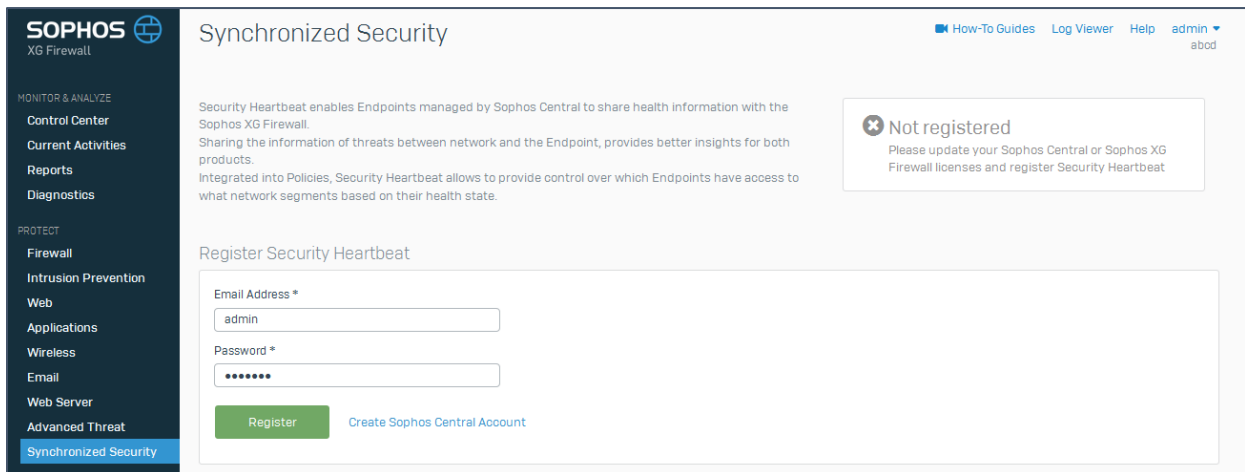 SOPHOS
XG Firewall
MONITOR & ANALYZE
Control Center
Current Activities
Reports
Diagnostics
PROTECT
Firewall
Intrusion Prevention
Web
Applications
Wireless
Email
Web Server
Advanced Threat
Synchronized Security
Synchronized Security
How-To Guides Log Viewer Help admin
abod
Security Heartbeat enables Endpoints managed by Sophos Central to share health information with the
Sophos XG Firewall.
Sharing the information of threats between network and the Endpoint, provides better insights for both
products.
Integrated into Policies, Security Heartbeat allows to provide control over which Endpoints have access to
what network segments based on their health state.
Not registered
Please update your Sophos Central or Sophos XG
Firewall licenses and register Security Heartbeat
Register Security Heartbeat
Email Address *
admin
Password *
•••••••
Register Create Sophos Central Account